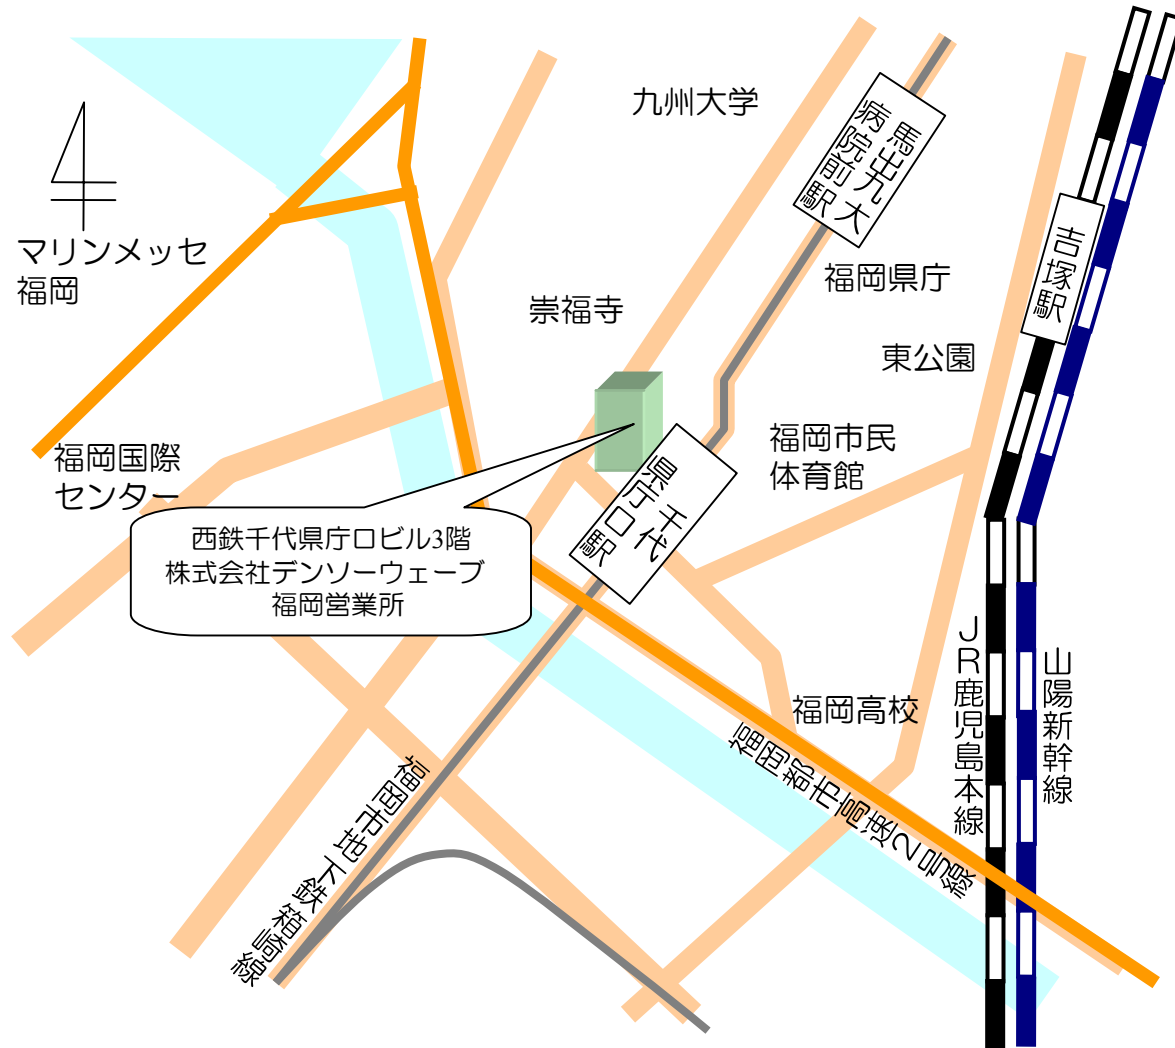 九州大学
馬出九大
病院前駅
マリンメッセ
福岡
福岡県庁
吉塚駅
崇福寺
東公園
福岡国際
センター
福岡市民
体育館
千代
県庁口駅
西鉄千代県庁口ビル3階
株式会社デンソーウェーブ
福岡営業所
JR鹿児島本線
山陽新幹線
福岡高校
福岡都市高速2号線
福岡市地下鉄箱崎線